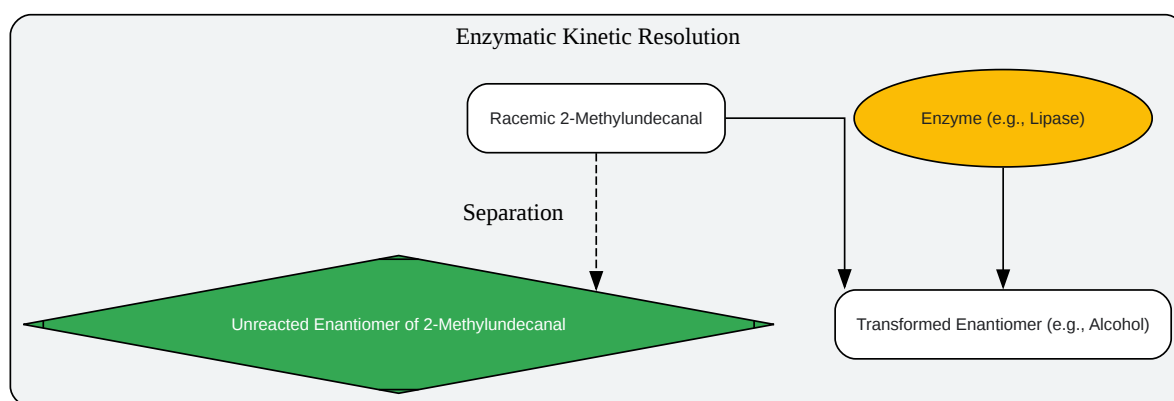 Enzymatic Kinetic Resolution
Racemic 2-Methylundecanal
Enzyme (e.g., Lipase)
Separation
Unreacted Enantiomer of 2-Methylundecanal
Transformed Enantiomer (e.g., Alcohol)